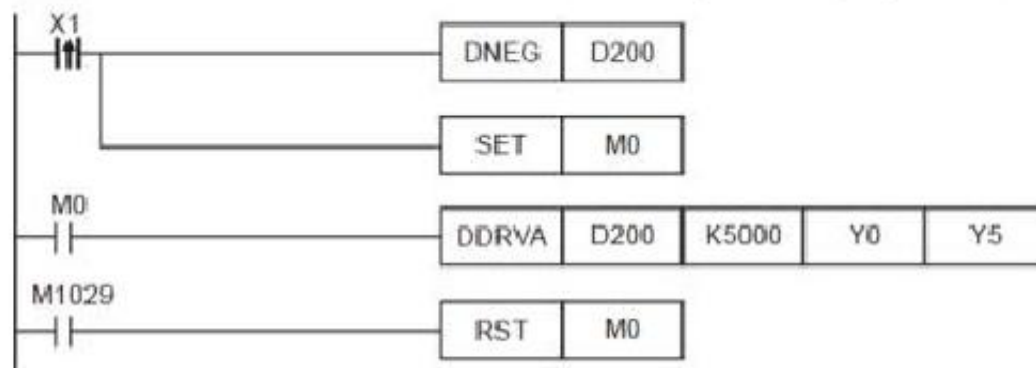 X1
DNEG D200
SET M0
M0
DDRVA D200 K5000 Y0 Y5
M1029
RST M0